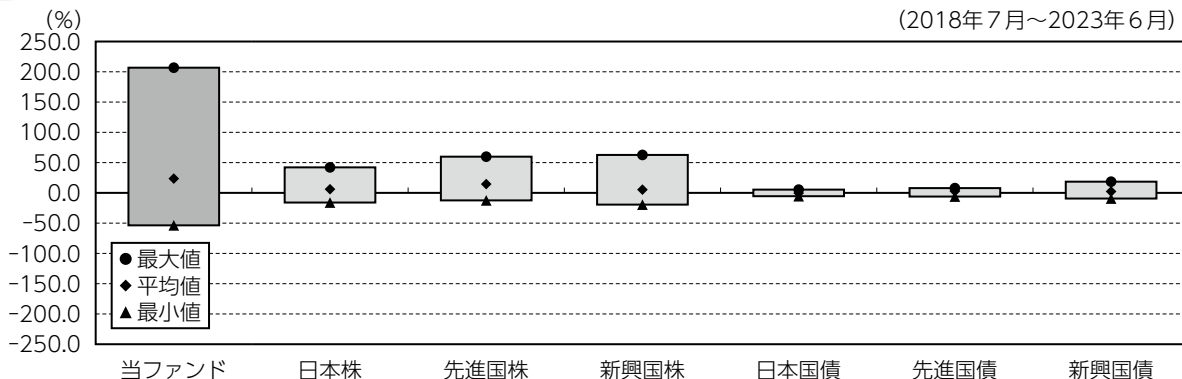 (%)
(2018年7月～2023年6月)
250.0
200.0
150.0
100.0
50.0
0.0
-50.0
-100.0
-150.0
-200.0
-250.0
●最大値
◆平均値
▲最小値
当ファンド 日本株 先進国株 新興国株 日本国債 先進国債 新興国債